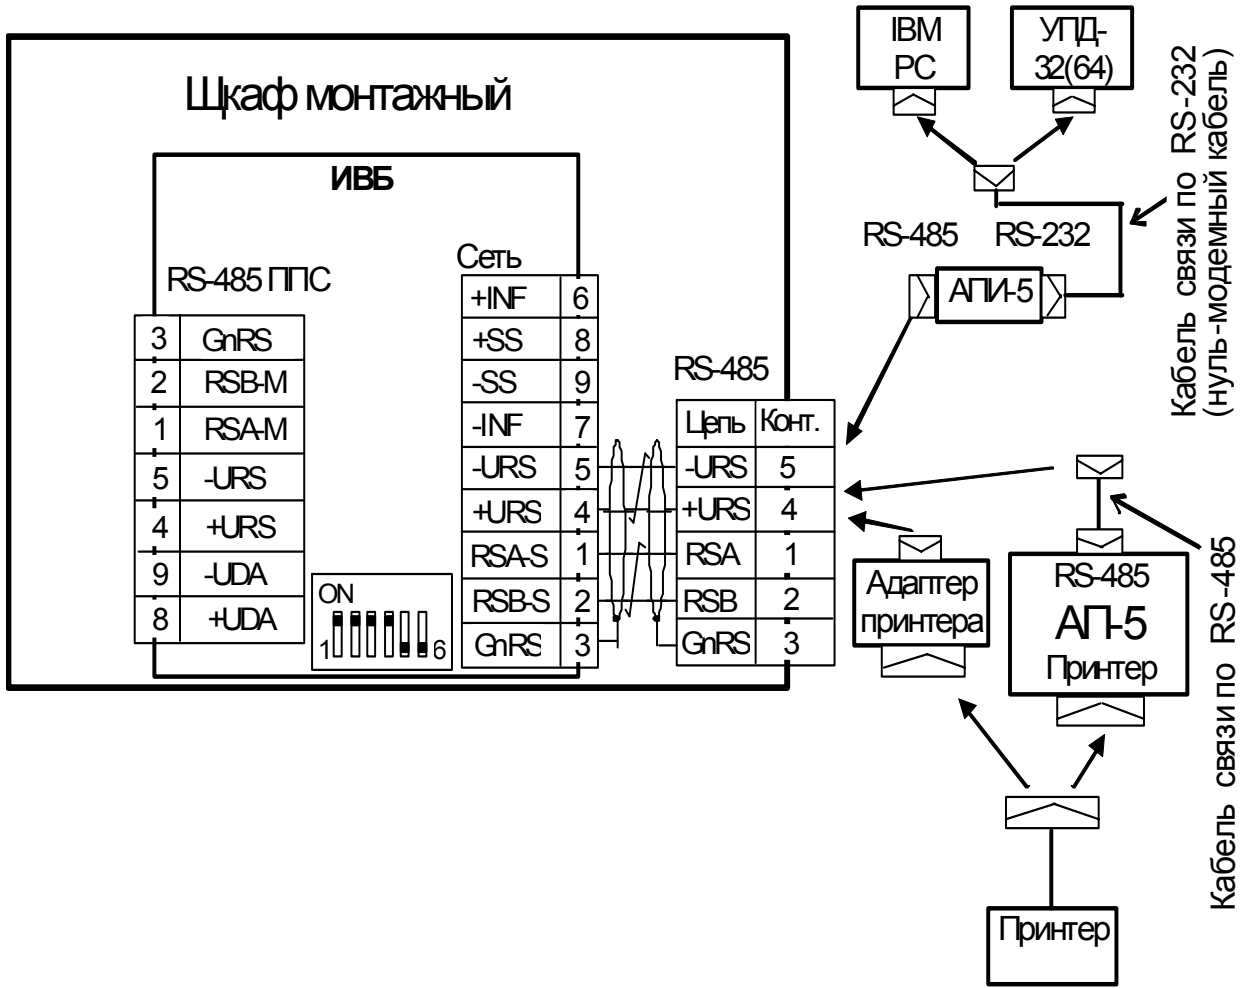 Шкаф монтажный
ИВБ
RS-485 ППС
3 GnRS
2 RSB-M
1 RSA-M
5 -URS
4 +URS
9 -UDA
8 +UDA
ON
1 6
Сеть
+INF 6
+SS 8
-SS 9
-INF 7
-URS 5
+URS 4
RSA-S 1
RSB-S 2
GnRS 3
RS-485
Цепь Конт.
-URS 5
+URS 4
RSA 1
RSB 2
GnRS 3
IBM
PC
УПД-
32(64)
RS-485 RS-232
АПИ-5
Кабель связи по RS-232
(нуль-модемный кабель)
Адаптер
принтера
RS-485
АП-5
Принтер
Кабель связи по RS-485
Принтер